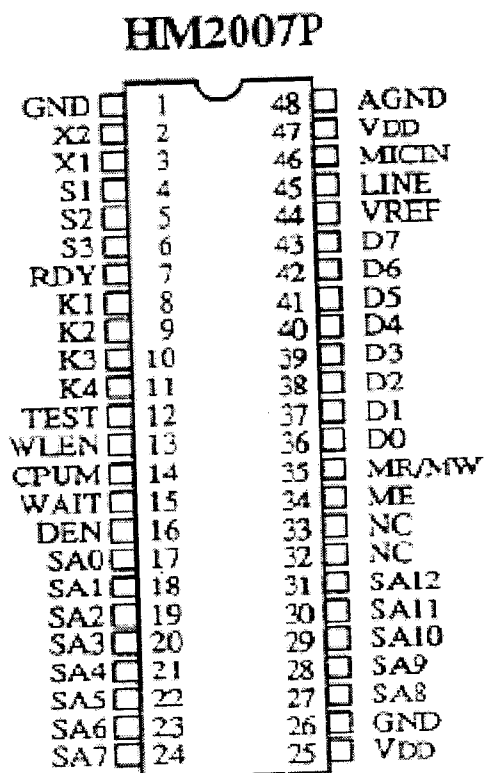 HM2007P
GND 1 48 AGND
X2 2 47 VDD
X1 3 46 MICIN
S1 4 45 LINE
S2 5 44 VREF
S3 6 43 D7
RDY 7 42 D6
K1 8 41 D5
K2 9 40 D4
K3 10 39 D3
K4 11 38 D2
TEST 12 37 D1
WLEN 13 36 D0
CPUM 14 35 MR/MW
WAIT 15 34 ME
DEN 16 33 NC
SA0 17 32 NC
SA1 18 31 SA12
SA2 19 30 SA11
SA3 20 29 SA10
SA4 21 28 SA9
SA5 22 27 SA8
SA6 23 26 GND
SA7 24 25 VDD